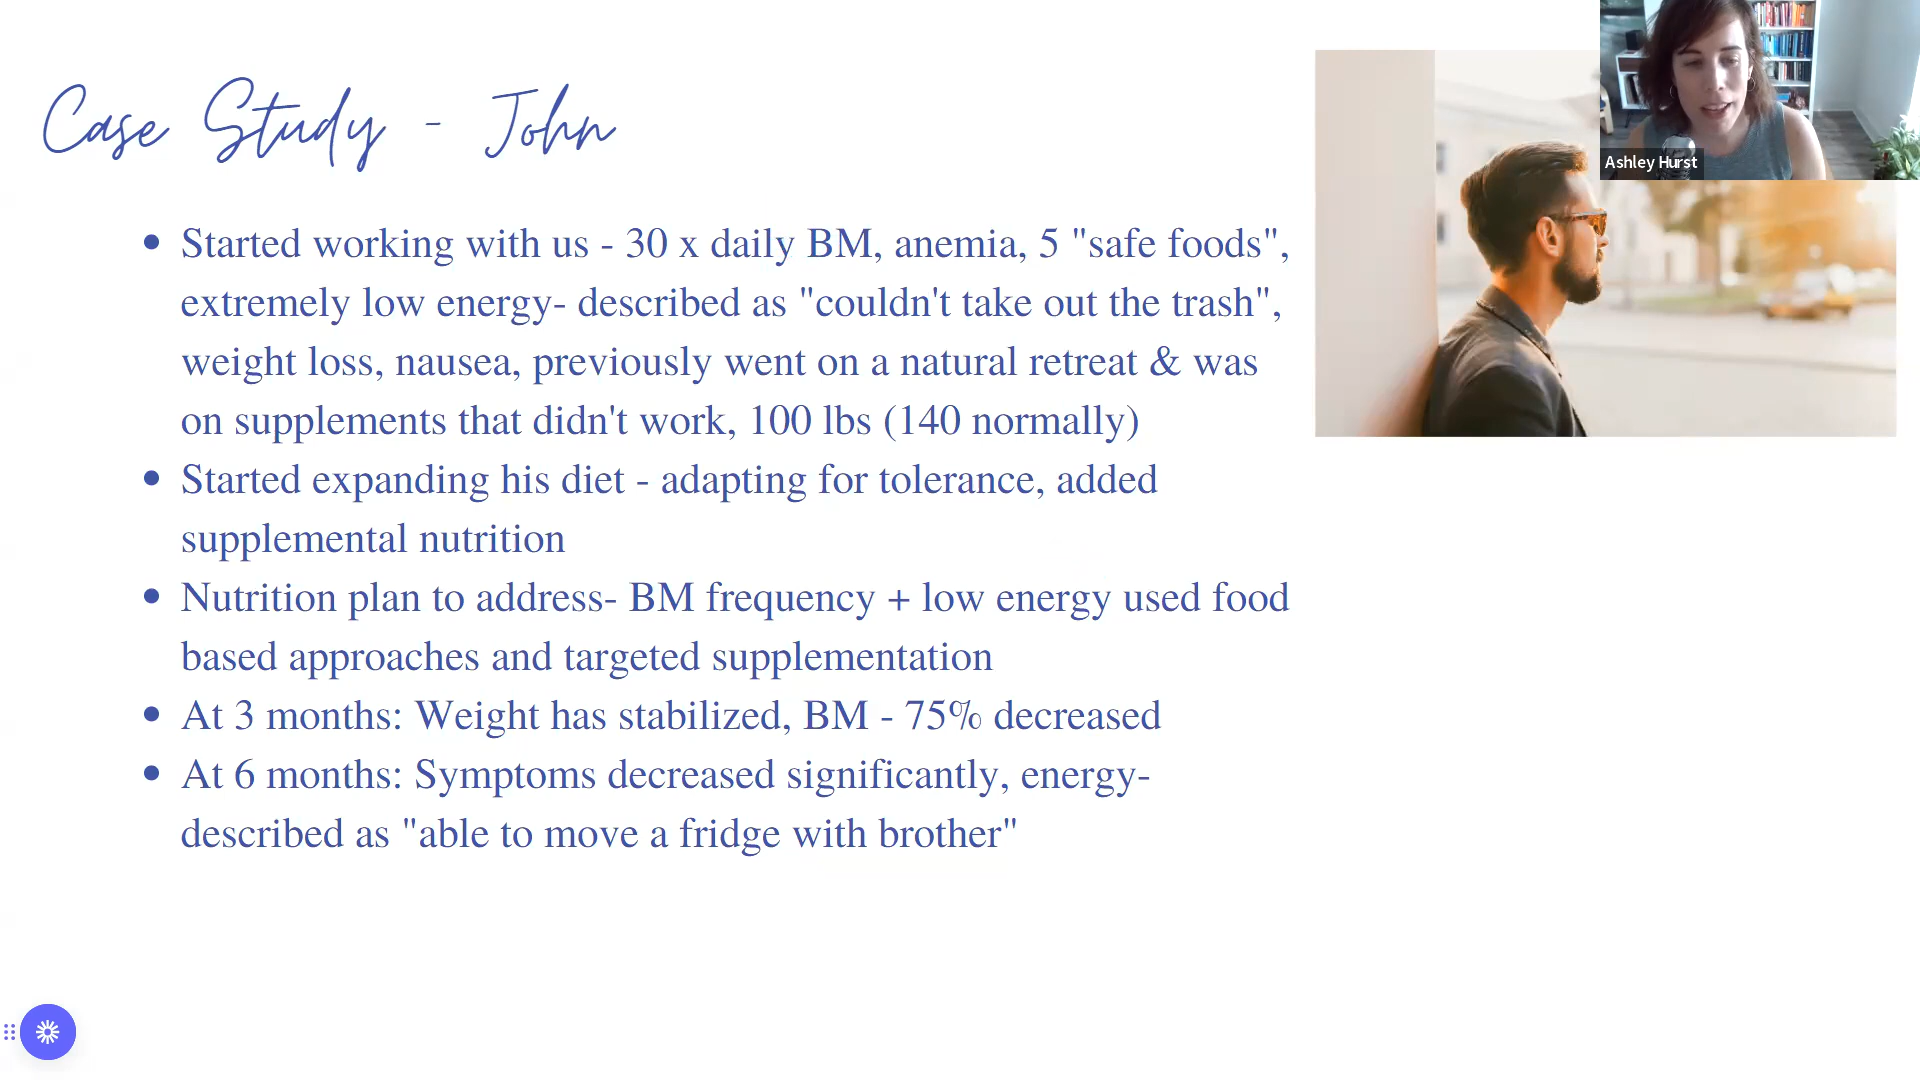 Case Study - John
Ashley Hurst
Started working with us - 30 x daily BM, anemia, 5 "safe foods",
extremely low energy- described as "couldn't take out the trash",
weight loss, nausea, previously went on a natural retreat & was
on supplements that didn't work, 100 lbs (140 normally)
Started expanding his diet - adapting for tolerance, added
supplemental nutrition
Nutrition plan to address- BM frequency + low energy used food
based approaches and targeted supplementation
At 3 months: Weight has stabilized, BM - 75% decreased
At 6 months: Symptoms decreased significantly, energy-
described as "able to move a fridge with brother"